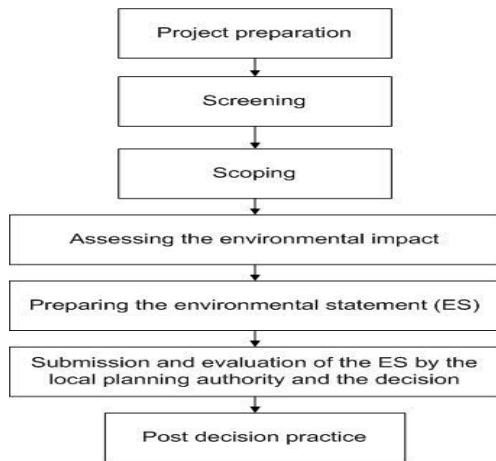 Project preparation
Screening
Scoping
Assessing the environmental impact
Preparing the environmental statement (ES)
Submission and evaluation of the ES by the
local planning authority and the decision
Post decision practice